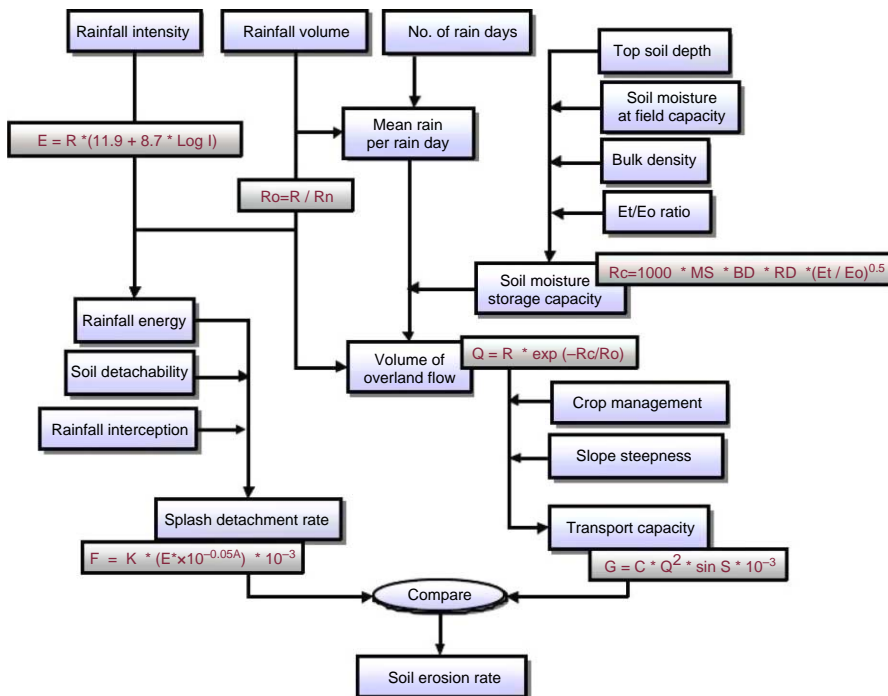 Rainfall intensity
Rainfall volume
No. of rain days
Top soil depth
Soil moisture
at field capacity
Mean rain
per rain day
E = R *(11.9 + 8.7 * Log I)
Bulk density
Ro=R / Rn
Et/Eo ratio
Soil moisture
storage capacity
Rc=1000 * MS * BD * RD *(Et / Eo)^0.5
Rainfall energy
Volume of
overland flow
Q = R * exp (–Rc/Ro)
Soil detachability
Crop management
Rainfall interception
Slope steepness
Splash detachment rate
Transport capacity
F = K * (E*×10^–0.05A) * 10^–3
G = C * Q^2 * sin S * 10^–3
Compare
Soil erosion rate